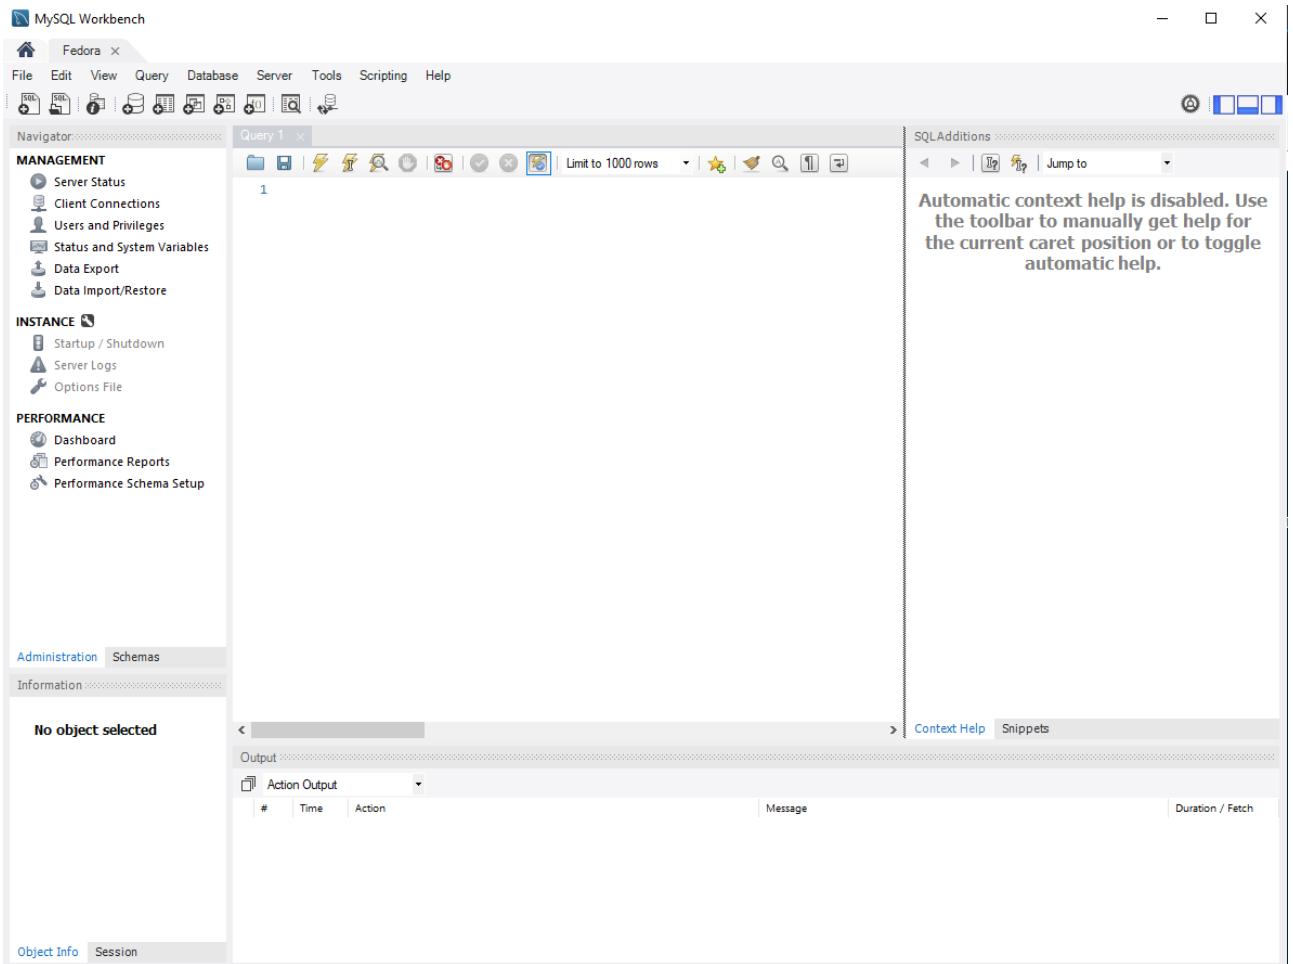 MySQL Workbench
Fedora
File Edit View Query Database Server Tools Scripting Help
Navigator
MANAGEMENT
Server Status
Client Connections
Users and Privileges
Status and System Variables
Data Export
Data Import/Restore
INSTANCE
Startup / Shutdown
Server Logs
Options File
PERFORMANCE
Dashboard
Performance Reports
Performance Schema Setup
Administration Schemas
Information
No object selected
Object Info Session
Query 1
Limit to 1000 rows
1
SQLAdditions
Jump to
Automatic context help is disabled. Use
the toolbar to manually get help for
the current caret position or to toggle
automatic help.
Context Help Snippets
Output
Action Output
# Time Action Message Duration / Fetch